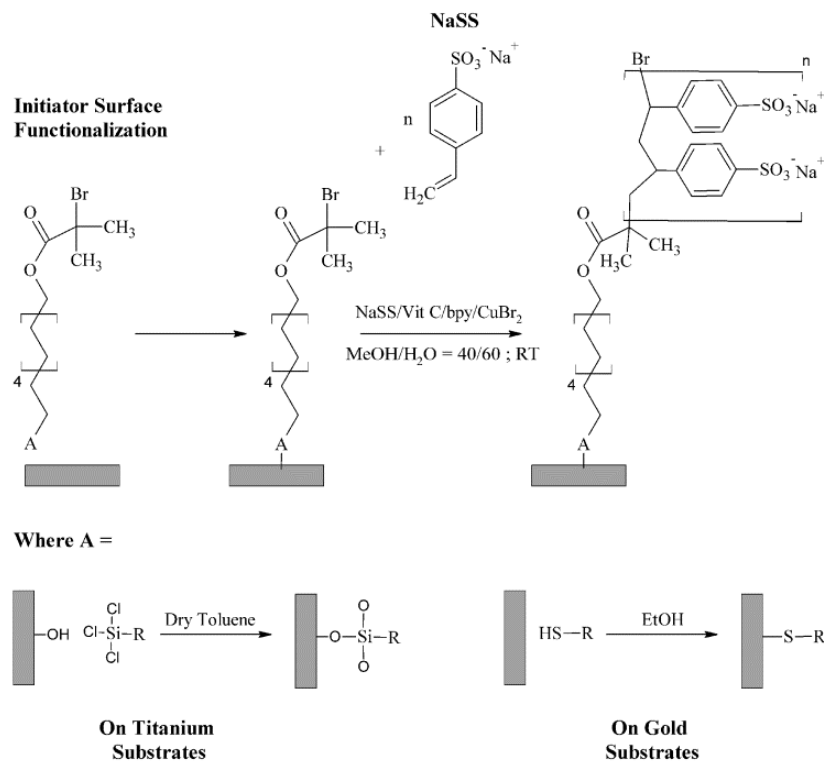 NaSS
SO₃⁻Na⁺
n
+
H₂C
Initiator Surface
Functionalization
Br
O
CH₃
CH₃
O
4
A
Br
O
CH₃
CH₃
O
4
A
NaSS/Vit C/bpy/CuBr₂
MeOH/H₂O = 40/60 ; RT
Br
n
SO₃⁻Na⁺
SO₃⁻Na⁺
O
H₃C
CH₃
O
4
A
Where A =
OH
Cl
Cl
Si
R
Cl
Dry Toluene
O
O
Si
R
O
On Titanium
Substrates
HS
R
EtOH
S
R
On Gold
Substrates